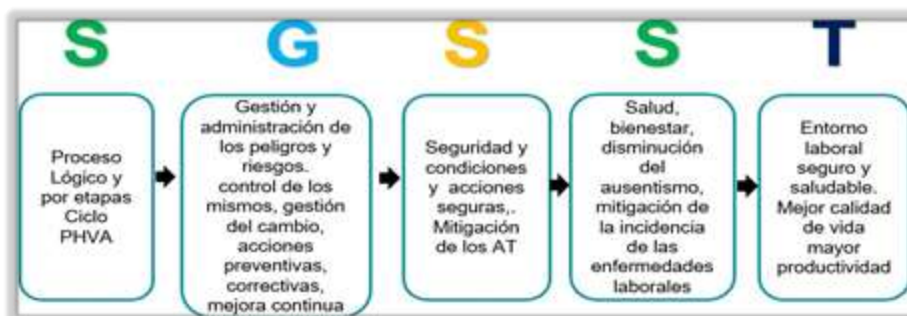 S G S S T
Proceso
Lógico y
por etapas
Ciclo
PHVA
Gestión y
administración de
los peligros y
riesgos.
control de los
mismos, gestión
del cambio,
acciones
preventivas,
correctivas,
mejora continua
Seguridad y
condiciones
y acciones
seguras,.
Mitigación
de los AT
Salud,
bienestar,
disminución
del
ausentismo,
mitigación de
la incidencia
de las
enfermedades
laborales
Entorno
laboral
seguro y
saludable.
Mejor calidad
de vida
mayor
productividad